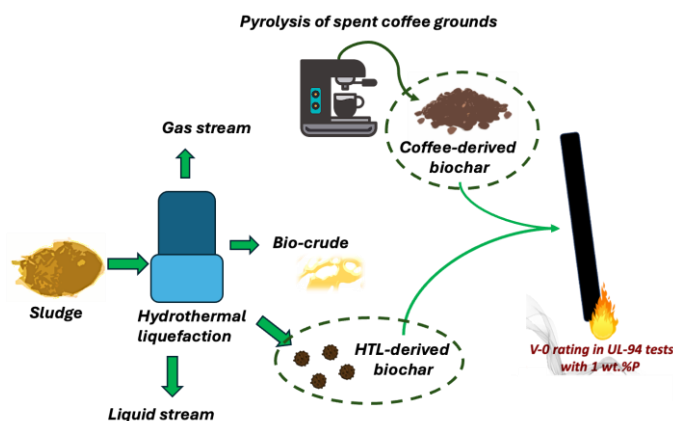 Pyrolysis of spent coffee grounds
Gas stream
Coffee-derived
biochar
Bio-crude
Sludge
Hydrothermal
liquefaction
HTL-derived
biochar
V-0 rating in UL-94 tests
with 1 wt.%P
Liquid stream